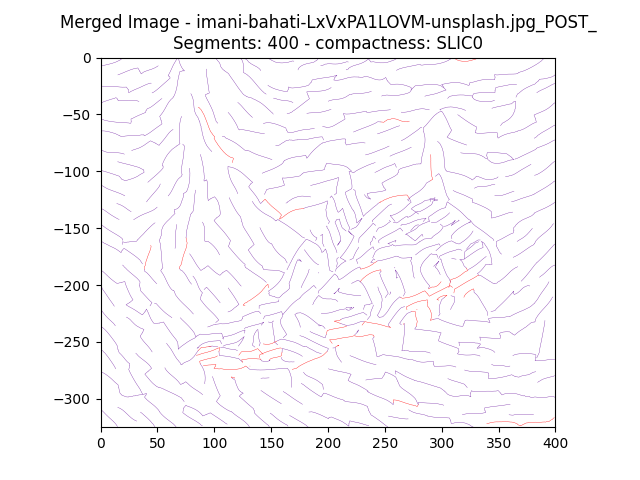 Merged Image - imani-bahati-LxVxPA1LOVM-unsplash.jpg_POST_
Segments: 400 - compactness: SLIC0
0
−50
−100
−150
−200
−250
−300
0 50 100 150 200 250 300 350 400